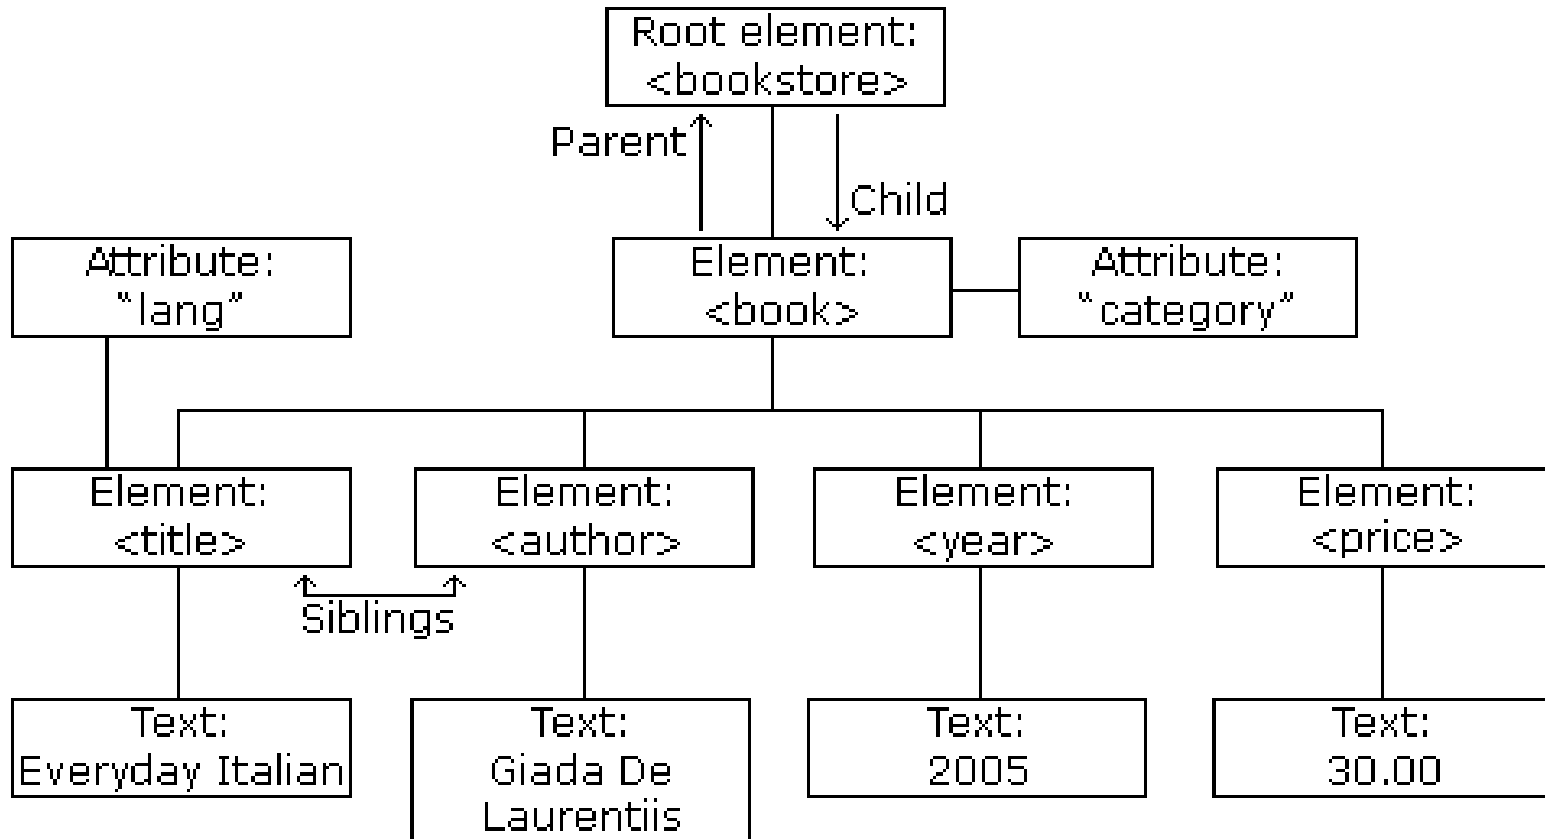 Root element:
<bookstore>
Parent
Child
Attribute:
"lang"
Element:
<book>
Attribute:
"category"
Element:
<title>
Element:
<author>
Element:
<year>
Element:
<price>
Siblings
Text:
Everyday Italian
Text:
Giada De
Laurentiis
Text:
2005
Text:
30.00